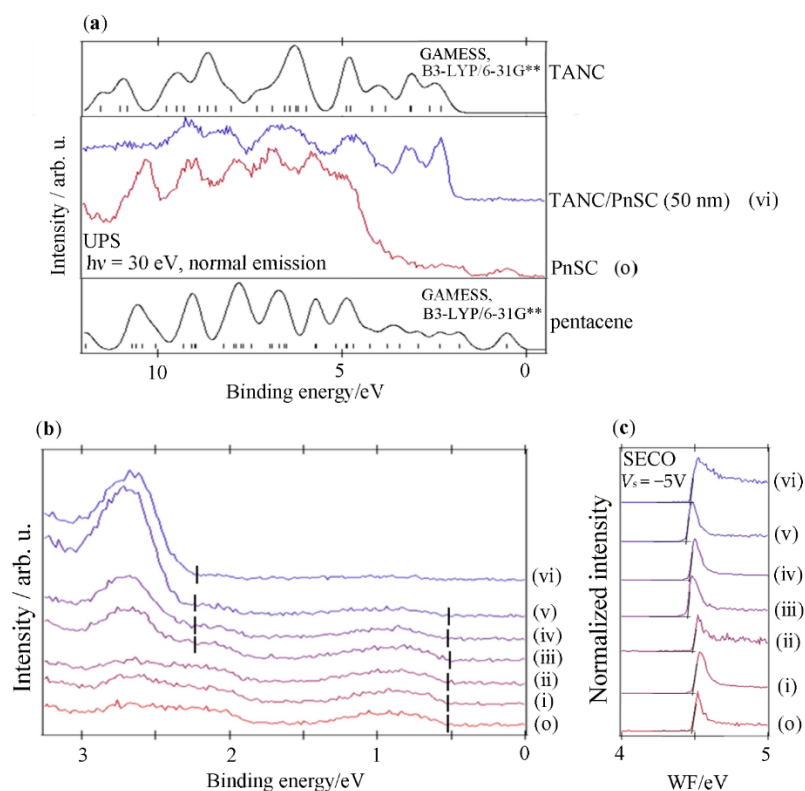 (a)
GAMESS,
B3-LYP/6-31G**
TANC
Intensity / arb. u.
TANC/PnSC (50 nm) (vi)
UPS
hν = 30 eV, normal emission
PnSC (o)
GAMESS,
B3-LYP/6-31G**
pentacene
10 5 0
Binding energy/eV
(b)
Intensity / arb. u.
(vi)
(v)
(iv)
(iii)
(ii)
(i)
(o)
3 2 1 0
Binding energy/eV
(c)
SECO
Vs = −5V
Normalized intensity
(vi)
(v)
(iv)
(iii)
(ii)
(i)
(o)
4 5
WF/eV